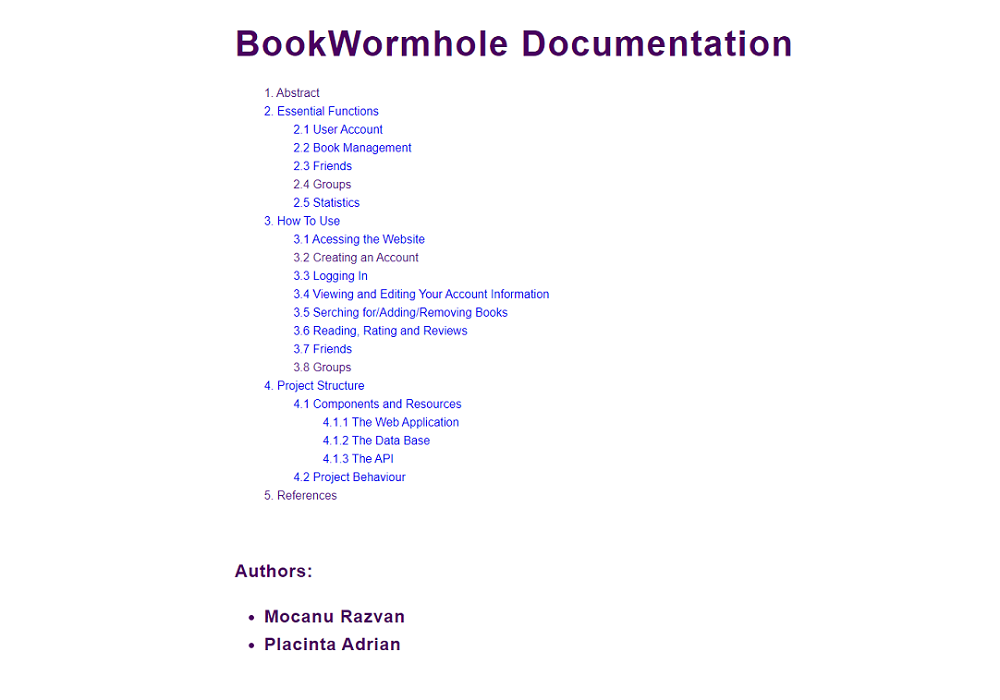 BookWormhole Documentation
1. Abstract
2. Essential Functions
2.1 User Account
2.2 Book Management
2.3 Friends
2.4 Groups
2.5 Statistics
3. How To Use
3.1 Acessing the Website
3.2 Creating an Account
3.3 Logging In
3.4 Viewing and Editing Your Account Information
3.5 Serching for/Adding/Removing Books
3.6 Reading, Rating and Reviews
3.7 Friends
3.8 Groups
4. Project Structure
4.1 Components and Resources
4.1.1 The Web Application
4.1.2 The Data Base
4.1.3 The API
4.2 Project Behaviour
5. References
Authors:
• Mocanu Razvan
• Placinta Adrian